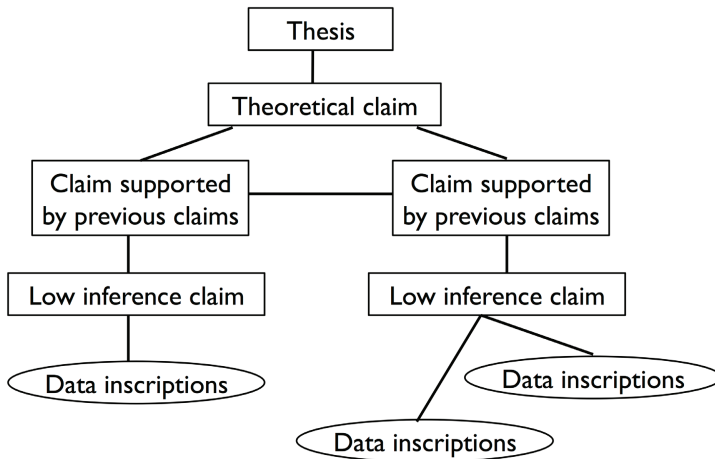 Thesis
Theoretical claim
Claim supported
by previous claims
Claim supported
by previous claims
Low inference claim
Low inference claim
Data inscriptions
Data inscriptions
Data inscriptions